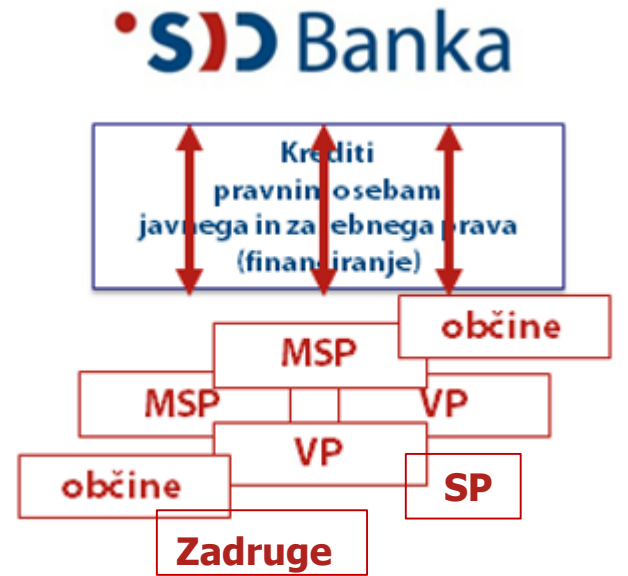 SID Banka
Krediti
pravnim osebam
javnega in zasebnega prava
(financiranje)
občine
MSP
MSP
VP
VP
občine
SP
Zadruge